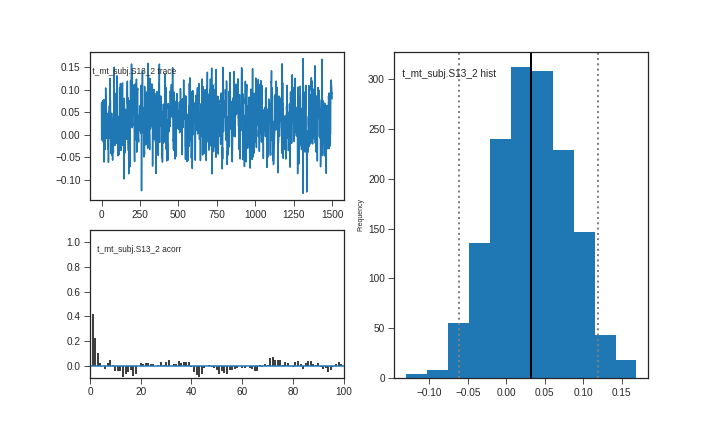 0.15
0.10
0.05
0.00
−0.05
−0.10
t_mt_subj.S13_2 trace
0 250 500 750 1000 1250 1500
1.0
0.8
0.6
0.4
0.2
0.0
t_mt_subj.S13_2 acorr
0 20 40 60 80 100
300
250
200
150
100
50
0
Frequency
t_mt_subj.S13_2 hist
−0.10 −0.05 0.00 0.05 0.10 0.15